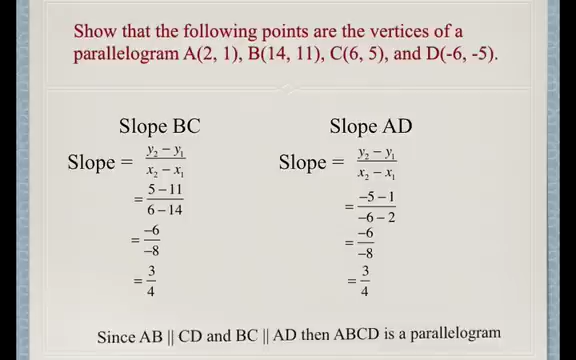 Show that the following points are the vertices of a
parallelogram A(2, 1), B(14, 11), C(6, 5), and D(-6, -5).
Slope BC
Slope = y₂ − y₁ / x₂ − x₁
= 5 − 11 / 6 − 14
= −6 / −8
= 3 / 4
Slope AD
Slope = y₂ − y₁ / x₂ − x₁
= −5 − 1 / −6 − 2
= −6 / −8
= 3 / 4
Since AB || CD and BC || AD then ABCD is a parallelogram